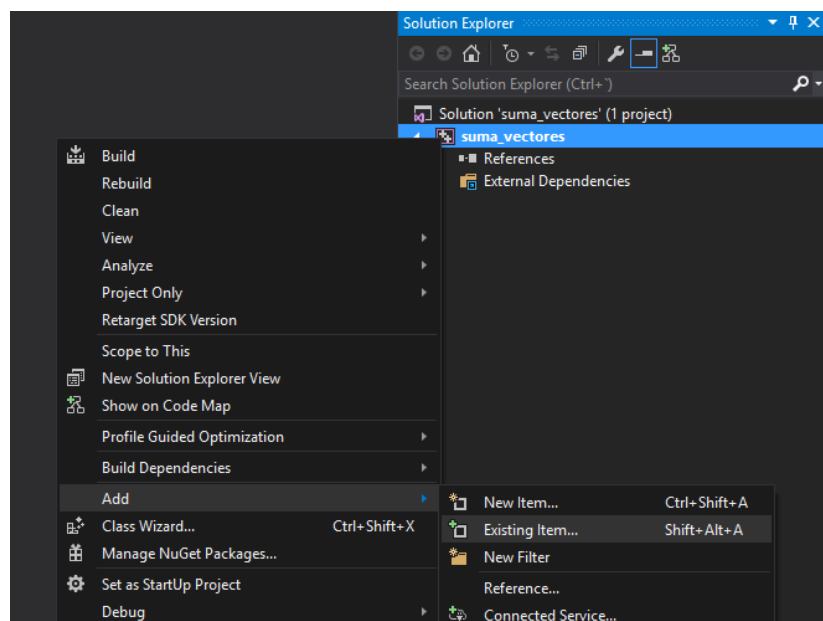 Solution Explorer
Search Solution Explorer (Ctrl+`)
Solution 'suma_vectores' (1 project)
suma_vectores
References
External Dependencies
Build
Rebuild
Clean
View
Analyze
Project Only
Retarget SDK Version
Scope to This
New Solution Explorer View
Show on Code Map
Profile Guided Optimization
Build Dependencies
Add
Class Wizard... Ctrl+Shift+X
Manage NuGet Packages...
Set as StartUp Project
Debug
New Item... Ctrl+Shift+A
Existing Item... Shift+Alt+A
New Filter
Reference...
Connected Service...